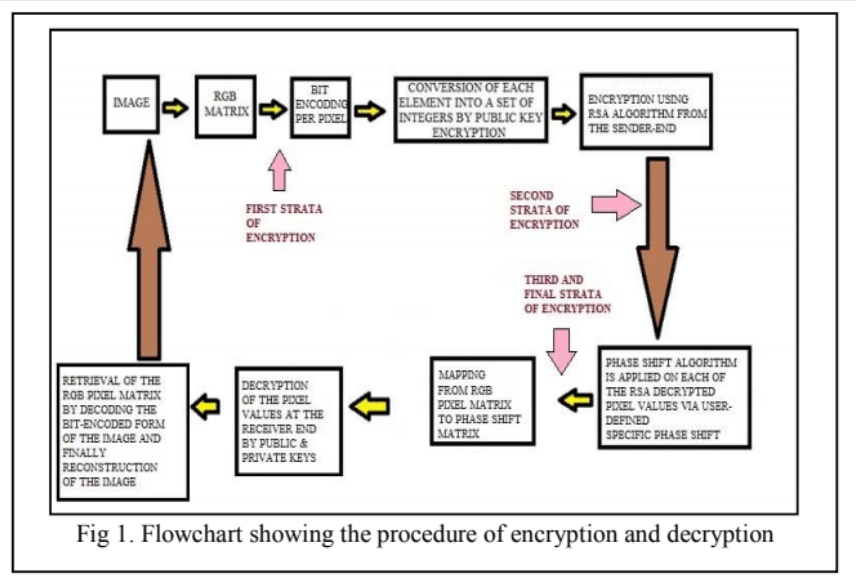 IMAGE
RGB
MATRIX
BIT
ENCODING
PER PIXEL
CONVERSION OF EACH
ELEMENT INTO A SET OF
INTEGERS BY PUBLIC KEY
ENCRYPTION
ENCRYPTION USING
RSA ALGORITHM FROM
THE SENDER-END
FIRST STRATA
OF
ENCRYPTION
SECOND
STRATA OF
ENCRYPTION
THIRD AND
FINAL STRATA
OF ENCRYPTION
PHASE SHIFT ALGORITHM
IS APPLIED ON EACH OF
THE RSA DECRYPTED
PIXEL VALUES VIA USER-
DEFINED
SPECIFIC PHASE SHIFT
MAPPING
FROM RGB
PIXEL MATRIX
TO PHASE SHIFT
MATRIX
DECRYPTION
OF THE PIXEL
VALUES AT THE
RECEIVER END
BY PUBLIC &
PRIVATE KEYS
RETRIEVAL OF THE
RGB PIXEL MATRIX
BY DECODING THE
BIT-ENCODED FORM
OF THE IMAGE AND
FINALLY
RECONSTRUCTION
OF THE IMAGE
Fig 1. Flowchart showing the procedure of encryption and decryption